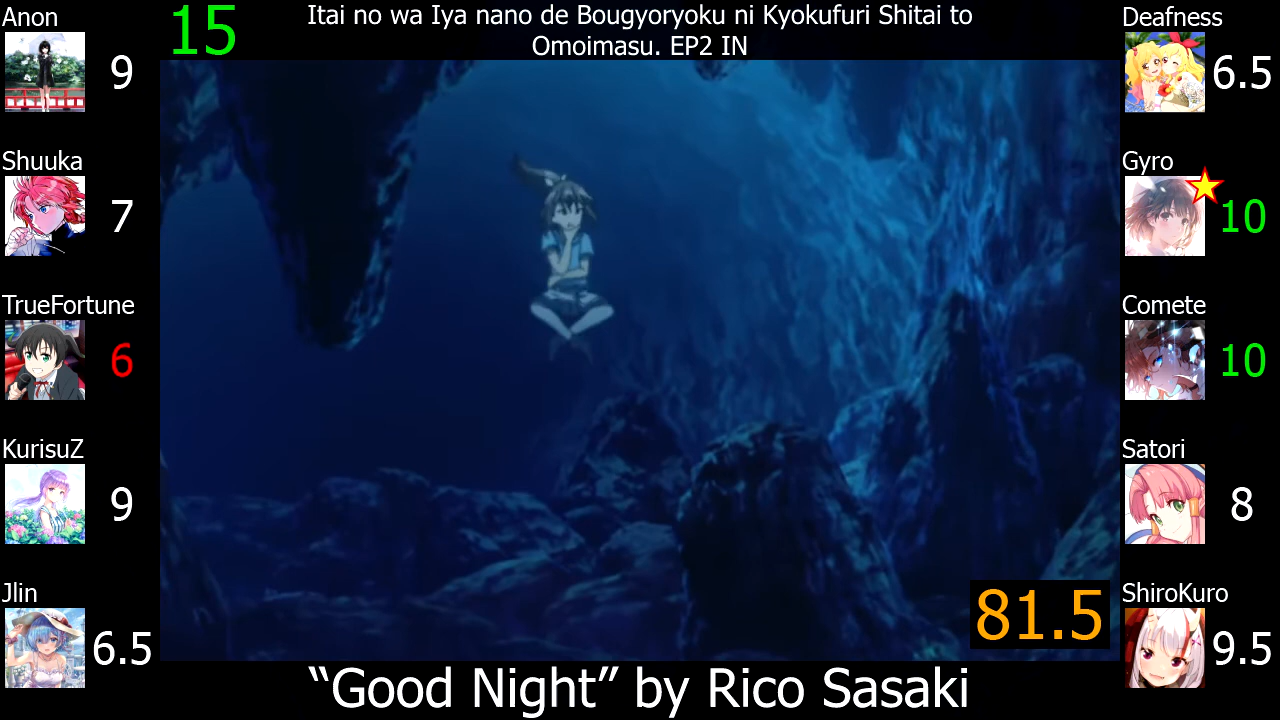 Anon
9
15
Itai no wa Iya nano de Bougyoryoku ni Kyokufuri Shitai to
Omoimasu. EP2 IN
Deafness
6.5
Shuuka
7
Gyro
10
TrueFortune
6
Comete
10
KurisuZ
9
Satori
8
Jlin
6.5
81.5
ShiroKuro
9.5
“Good Night” by Rico Sasaki